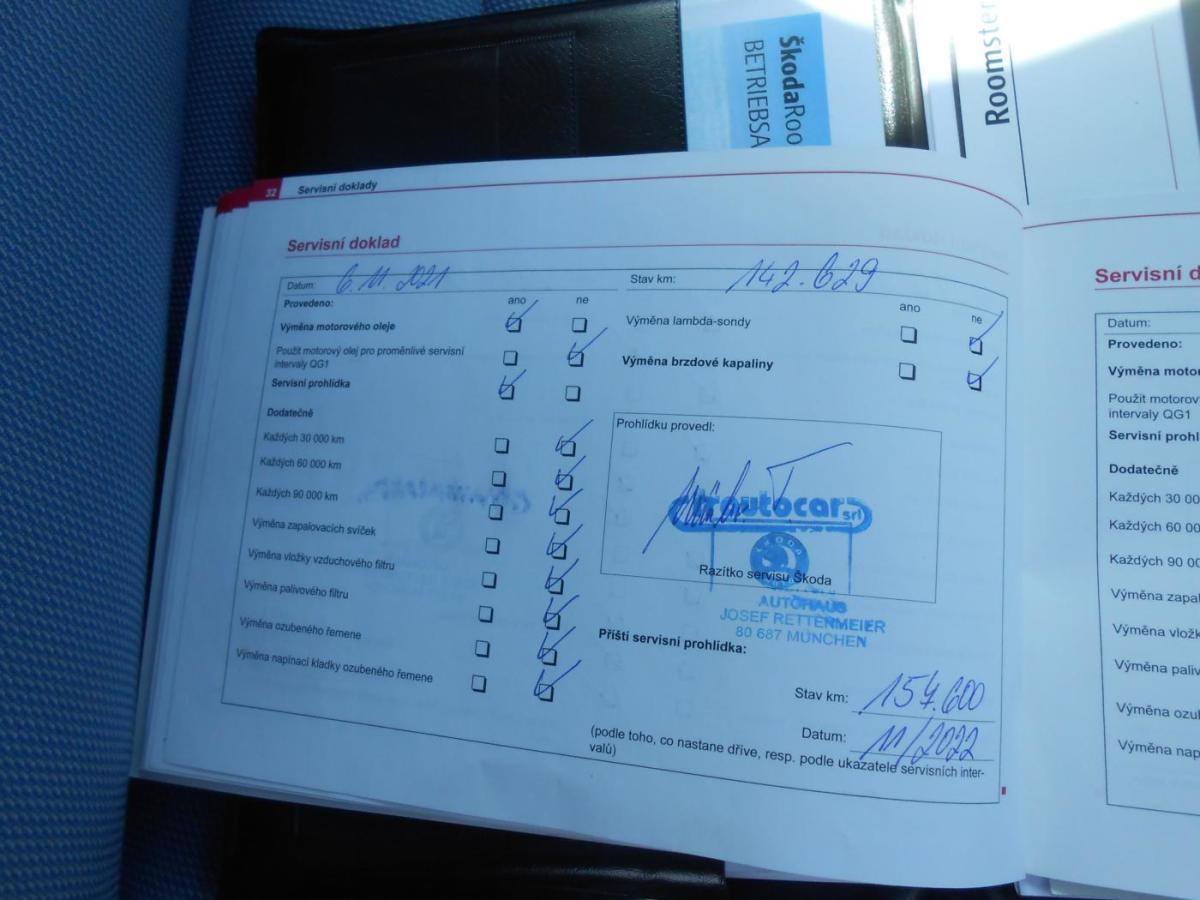 ŠkodaRoo
BETRIEBSA
Roomster
32 Servisní doklady
Servisní doklad
Datum: 6.11.2021
Stav km: 142.629
Provedeno: ano ne
Výměna motorového oleje
Použit motorový olej pro proměnlivé servisní
intervaly QG1
Servisní prohlídka
Dodatečně
Každých 30 000 km
Každých 60 000 km
Každých 90 000 km
Výměna zapalovacích svíček
Výměna vložky vzduchového filtru
Výměna palivového filtru
Výměna ozubeného řemene
Výměna napínací kladky ozubeného řemene
ano ne
Výměna lambda-sondy
Výměna brzdové kapaliny
Prohlídku provedl:
autocar srl
ŠKODA
Razítko servisu Škoda
AUTOHAUS
JOSEF RETTENMEIER
80 687 MÜNCHEN
Příští servisní prohlídka:
Stav km: 157.600
Datum: 11/2022
(podle toho, co nastane dříve, resp. podle ukazatele servisních inter-
valů)
Servisní d
Datum:
Provedeno:
Výměna motor
Použit motorov
intervaly QG1
Servisní prohl
Dodatečně
Každých 30 00
Každých 60 00
Každých 90 00
Výměna zapal
Výměna vložk
Výměna paliv
Výměna ozub
Výměna nap